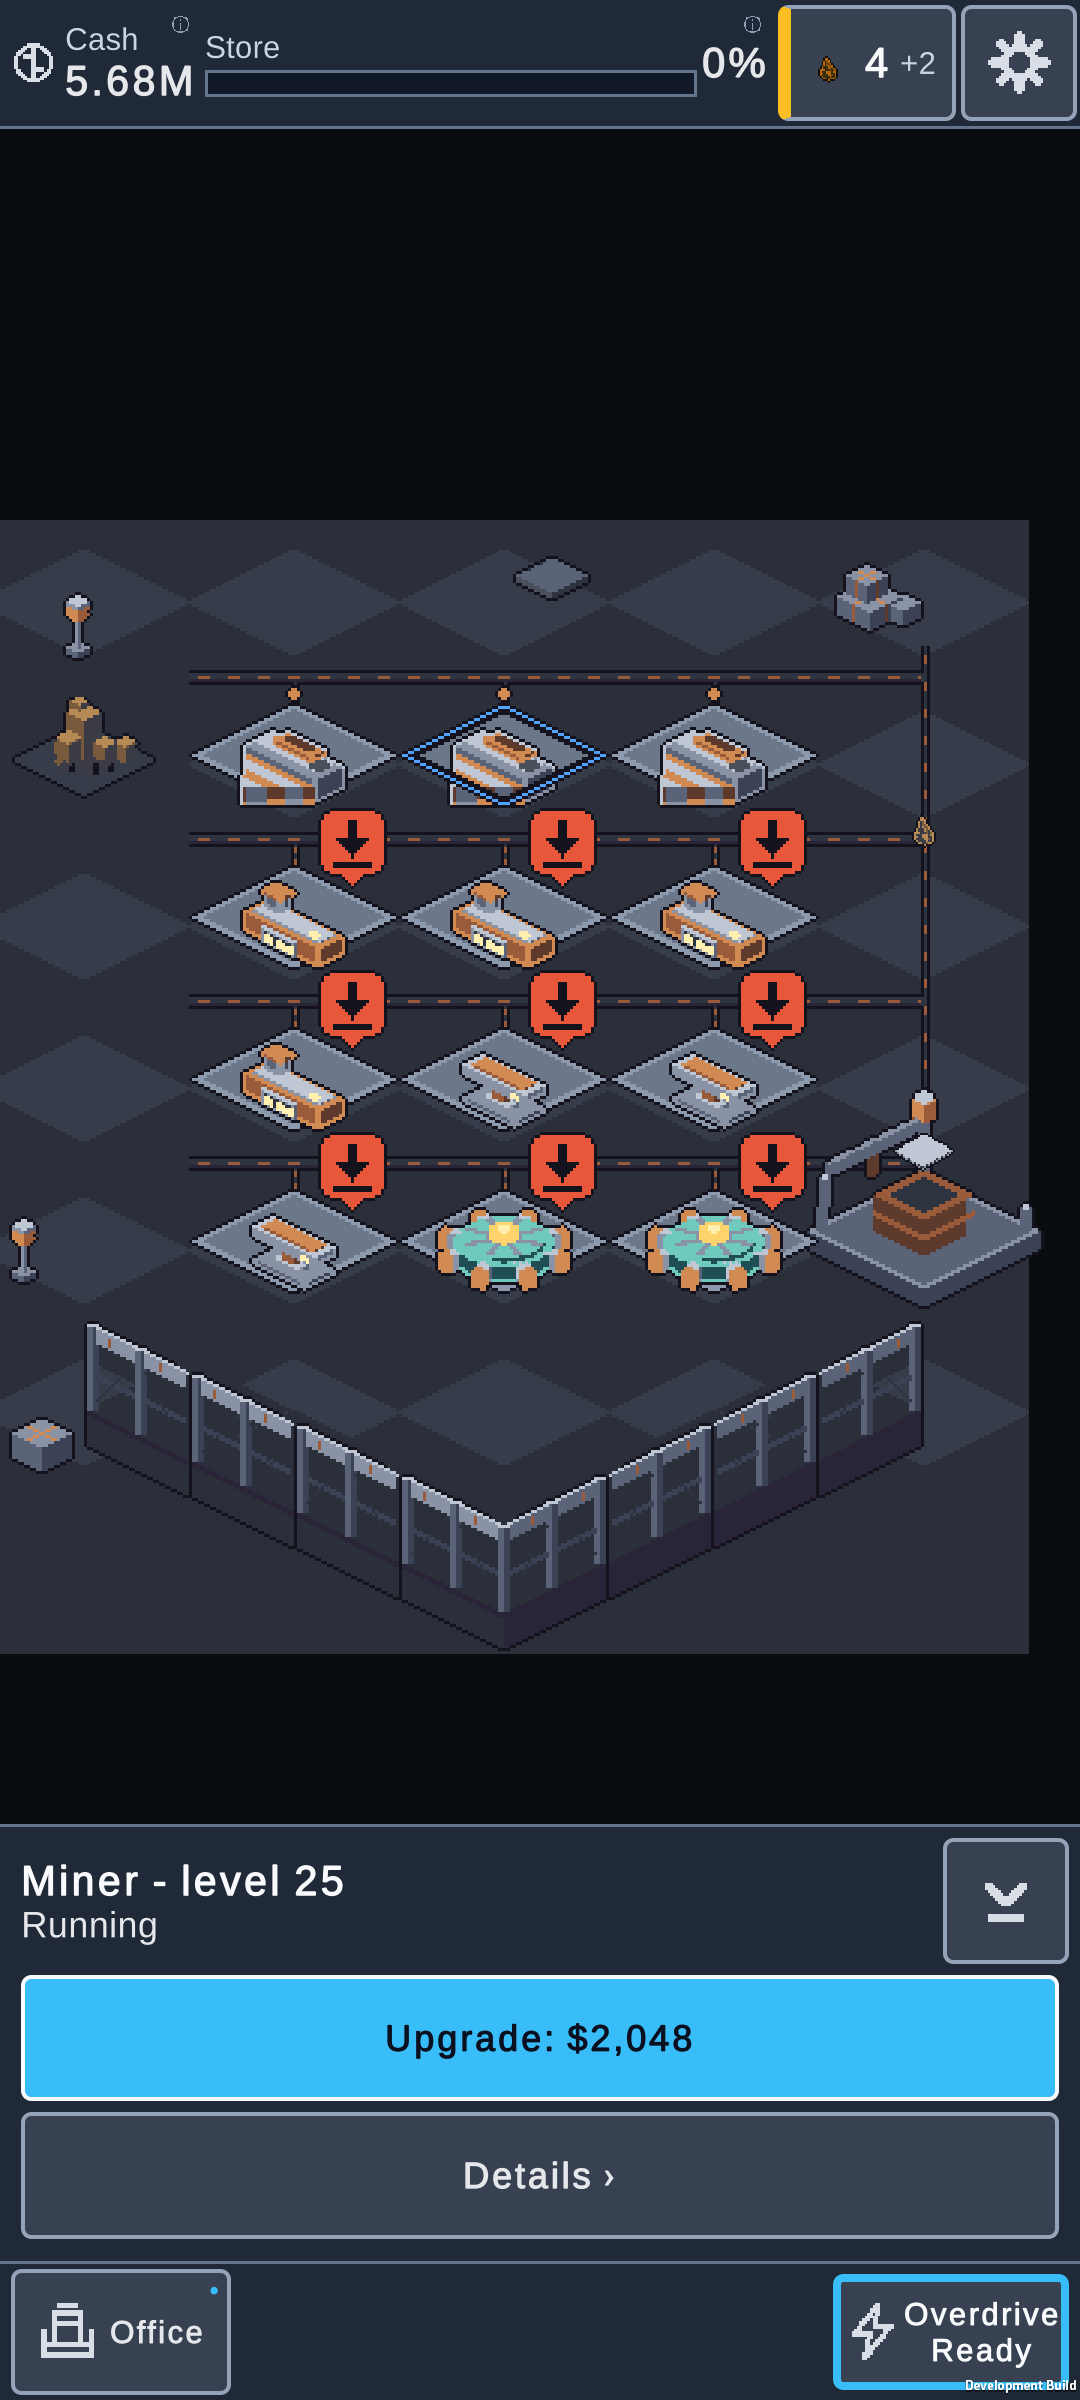 Cash
5.68M
Store
0%
4 +2
Miner - level 25
Running
Upgrade: $2,048
Details ›
Office
Overdrive
Ready
Development Build